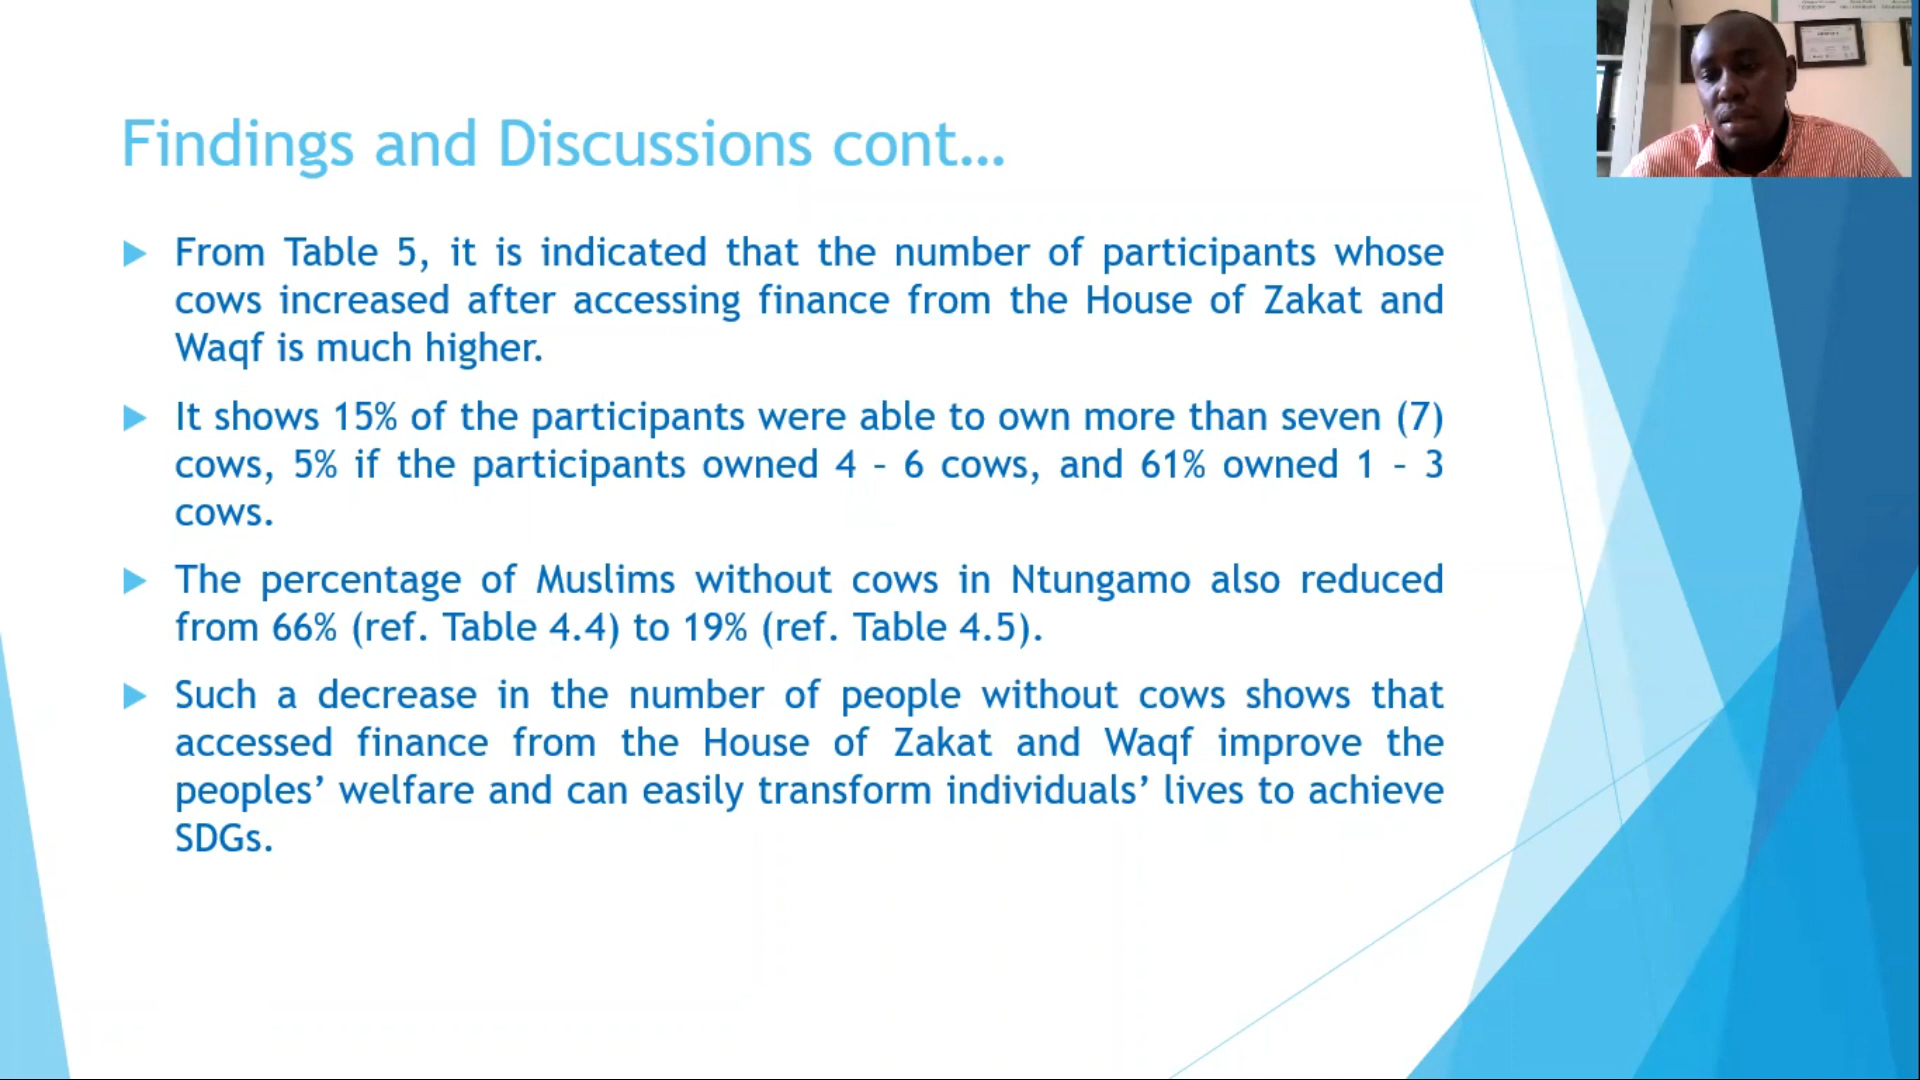 Findings and Discussions cont…
From Table 5, it is indicated that the number of participants whose
cows increased after accessing finance from the House of Zakat and
Waqf is much higher.
It shows 15% of the participants were able to own more than seven (7)
cows, 5% if the participants owned 4 – 6 cows, and 61% owned 1 – 3
cows.
The percentage of Muslims without cows in Ntungamo also reduced
from 66% (ref. Table 4.4) to 19% (ref. Table 4.5).
Such a decrease in the number of people without cows shows that
accessed finance from the House of Zakat and Waqf improve the
peoples’ welfare and can easily transform individuals’ lives to achieve
SDGs.